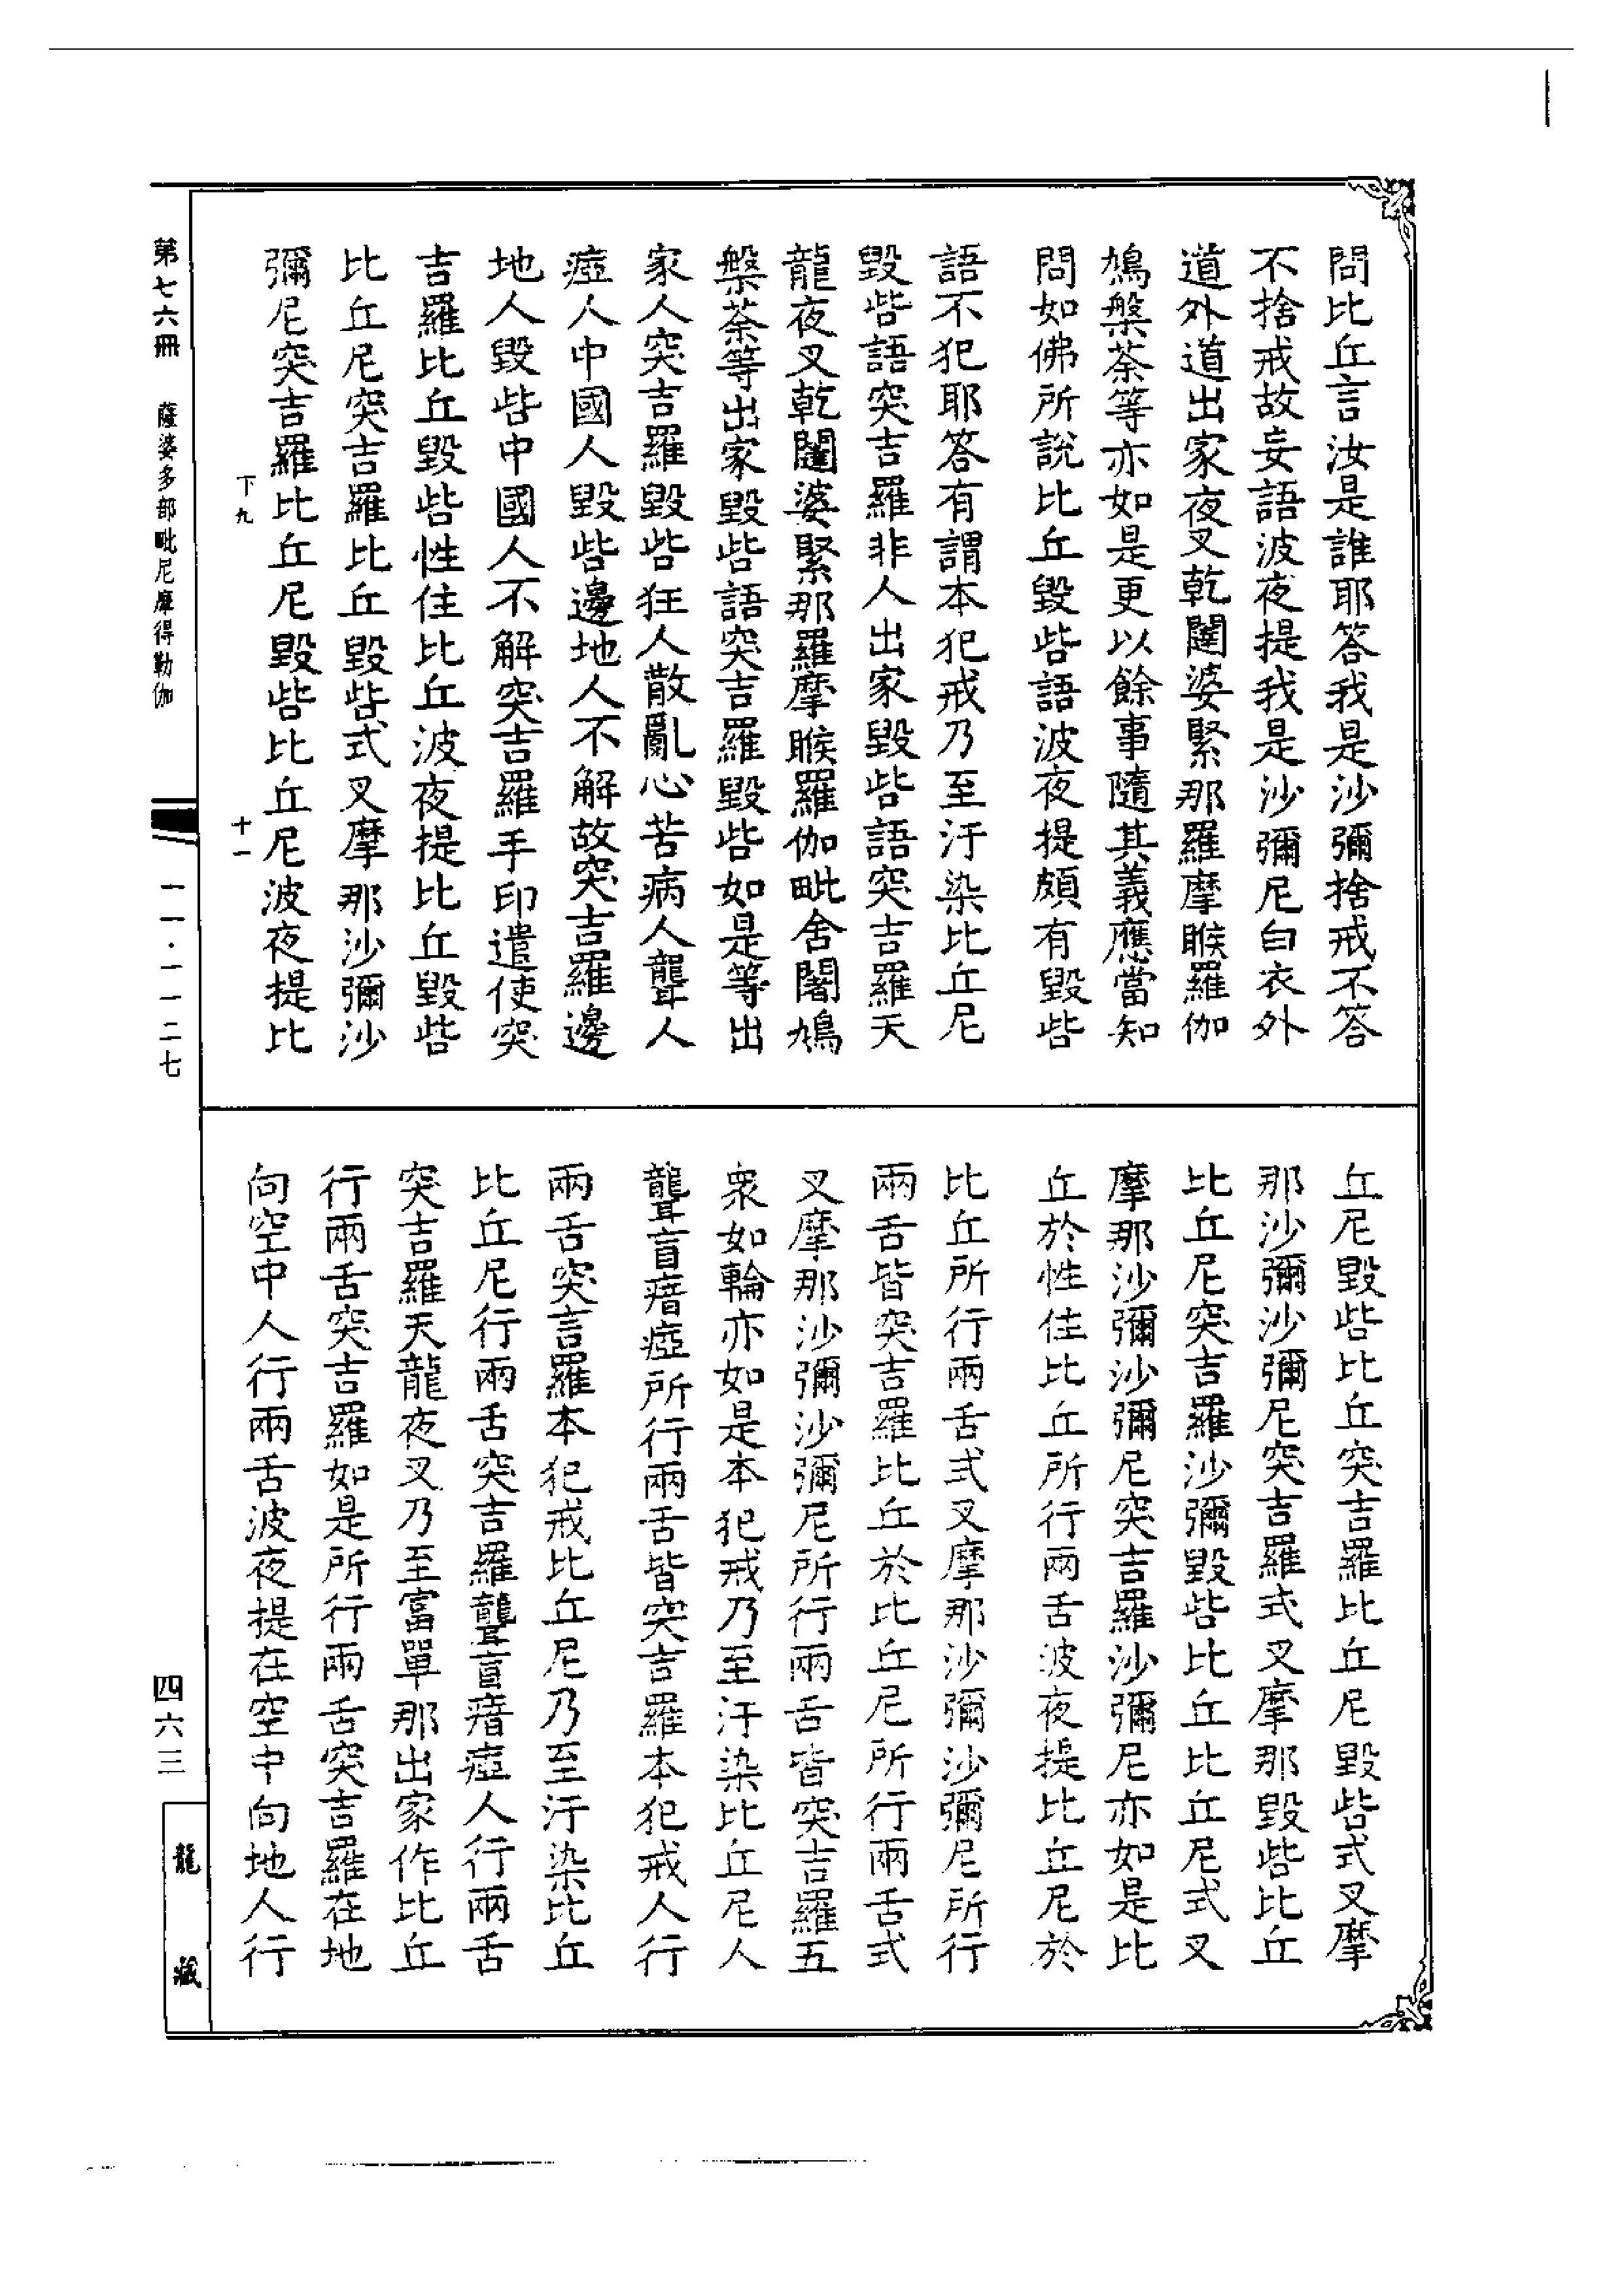 問比丘言汝是誰耶答我是沙彌捨戒不答
不捨戒故妄語波夜提我是沙彌尼白衣外
道外道出家夜叉乾闥婆緊那羅摩睺羅伽
鳩槃茶等亦如是更以餘事隨其義應當知
問如佛所說比丘毀呰語波夜提頗有毀呰
語不犯耶答有謂本犯戒乃至汙染比丘尼
毀呰語突吉羅非人出家毀呰語突吉羅天
龍夜叉乾闥婆緊那羅摩睺羅伽毗舍闍鳩
槃茶等出家毀呰語突吉羅毀呰如是等出
家人突吉羅毀呰狂人散亂心苦病人聾人
瘂人中國人毀呰邊地人不解故突吉羅邊
地人毀呰中國人不解突吉羅手印遣使突
吉羅比丘毀呰性住比丘波夜提比丘毀呰
比丘尼突吉羅比丘毀呰式叉摩那沙彌沙
彌尼突吉羅比丘尼毀呰比丘尼波夜提比
丘尼毀呰比丘突吉羅比丘尼毀呰式叉摩
那沙彌沙彌尼突吉羅式叉摩那毀呰比丘
比丘尼突吉羅沙彌毀呰比丘比丘尼式叉
摩那沙彌沙彌尼突吉羅沙彌尼亦如是比
丘於性住比丘所行兩舌波夜提比丘尼於
比丘所行兩舌式叉摩那沙彌沙彌尼所行
兩舌皆突吉羅比丘於比丘尼所行兩舌式
叉摩那沙彌沙彌尼所行兩舌皆突吉羅五
衆如輪亦如是本犯戒乃至汙染比丘尼人
聾盲瘖瘂所行兩舌皆突吉羅本犯戒人行
兩舌突吉羅本犯戒比丘尼乃至汙染比丘
比丘尼行兩舌突吉羅聾盲瘖瘂人行兩舌
突吉羅天龍夜叉乃至富單那出家作比丘
行兩舌突吉羅如是所行兩舌突吉羅在地
向空中人行兩舌波夜提在空中向地人行
下九
十一
第七六冊 薩婆多部毗尼摩得勒伽
一一·一一二七
四六三
龍藏